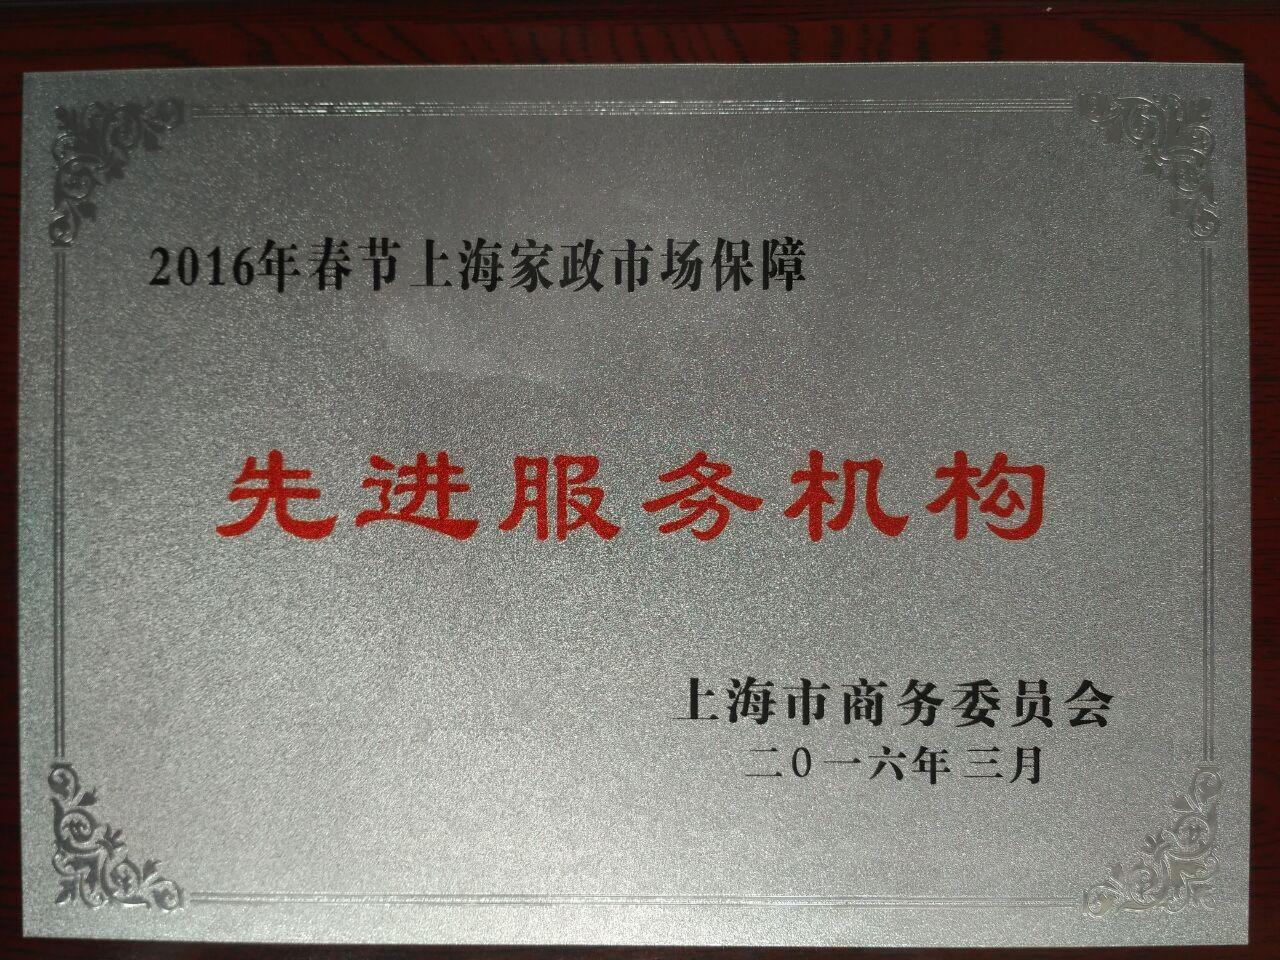 2016年春节上海家政市场保障
先进服务机构
上海市商务委员会
二0一六年三月